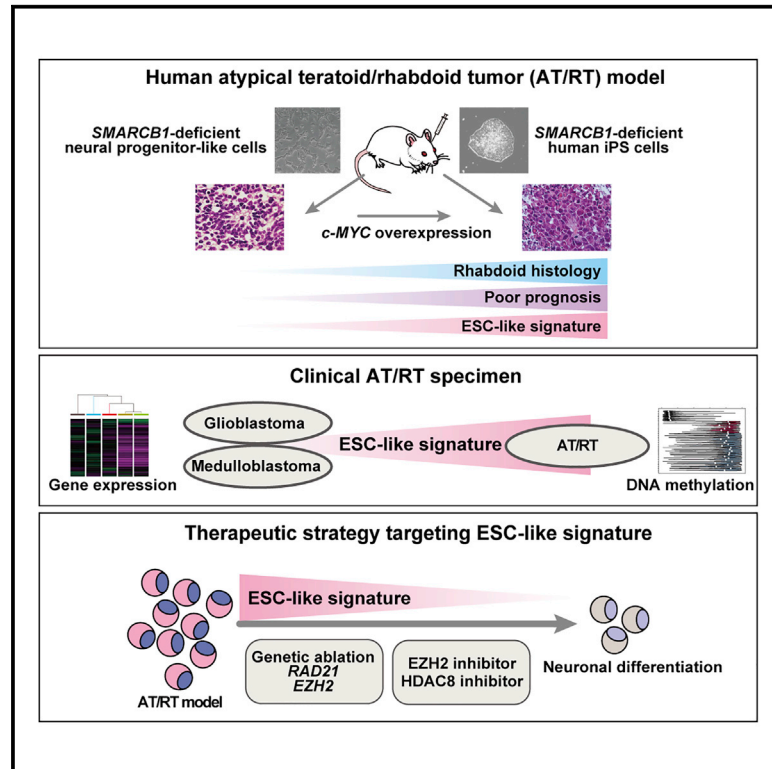 Human atypical teratoid/rhabdoid tumor (AT/RT) model
SMARCB1-deficient
neural progenitor-like cells
SMARCB1-deficient
human iPS cells
c-MYC overexpression
Rhabdoid histology
Poor prognosis
ESC-like signature
Clinical AT/RT specimen
Glioblastoma
Medulloblastoma
ESC-like signature
AT/RT
Gene expression
DNA methylation
Therapeutic strategy targeting ESC-like signature
ESC-like signature
Genetic ablation
RAD21
EZH2
EZH2 inhibitor
HDAC8 inhibitor
AT/RT model
Neuronal differentiation